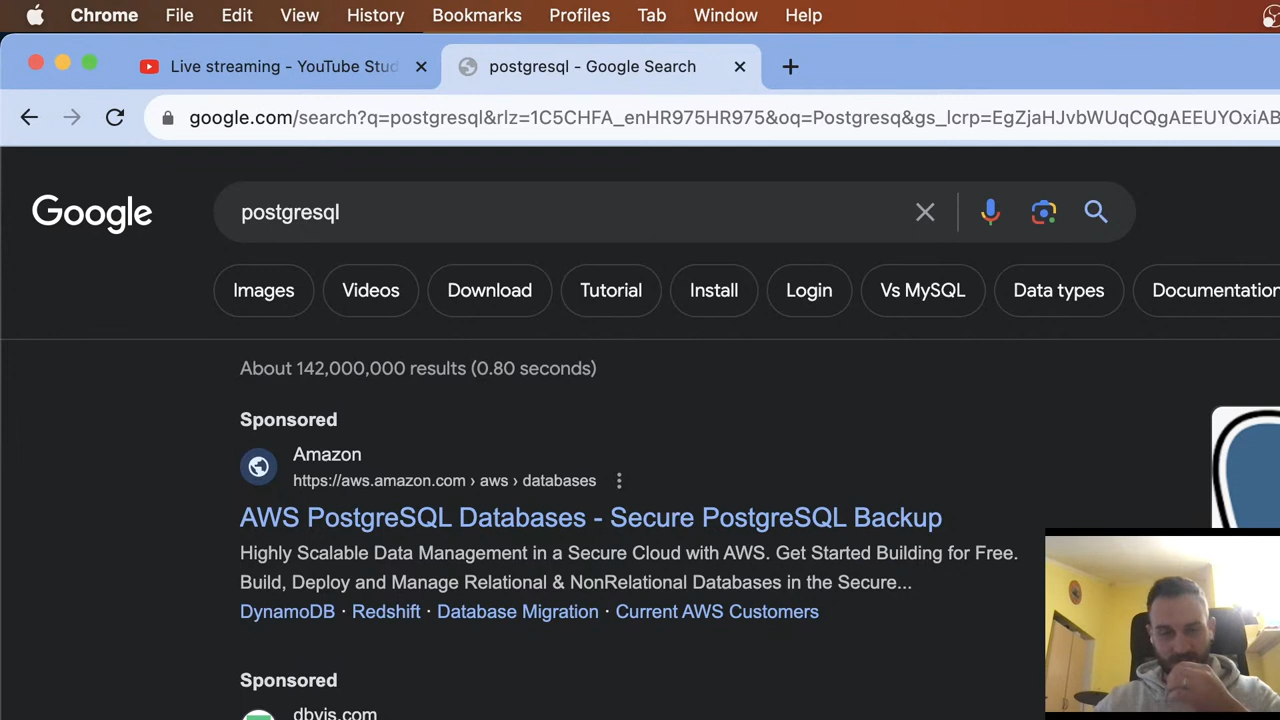 Chrome File Edit View History Bookmarks Profiles Tab Window Help
Live streaming - YouTube Stud
postgresql - Google Search
google.com/search?q=postgresql&rlz=1C5CHFA_enHR975HR975&oq=Postgresq&gs_lcrp=EgZjaHJvbWUqCQgAEEUYOxiAB
Google
postgresql
Images Videos Download Tutorial Install Login Vs MySQL Data types Documentation
About 142,000,000 results (0.80 seconds)
Sponsored
Amazon
https://aws.amazon.com › aws › databases
AWS PostgreSQL Databases - Secure PostgreSQL Backup
Highly Scalable Data Management in a Secure Cloud with AWS. Get Started Building for Free.
Build, Deploy and Manage Relational & NonRelational Databases in the Secure...
DynamoDB · Redshift · Database Migration · Current AWS Customers
Sponsored
dbvis.com